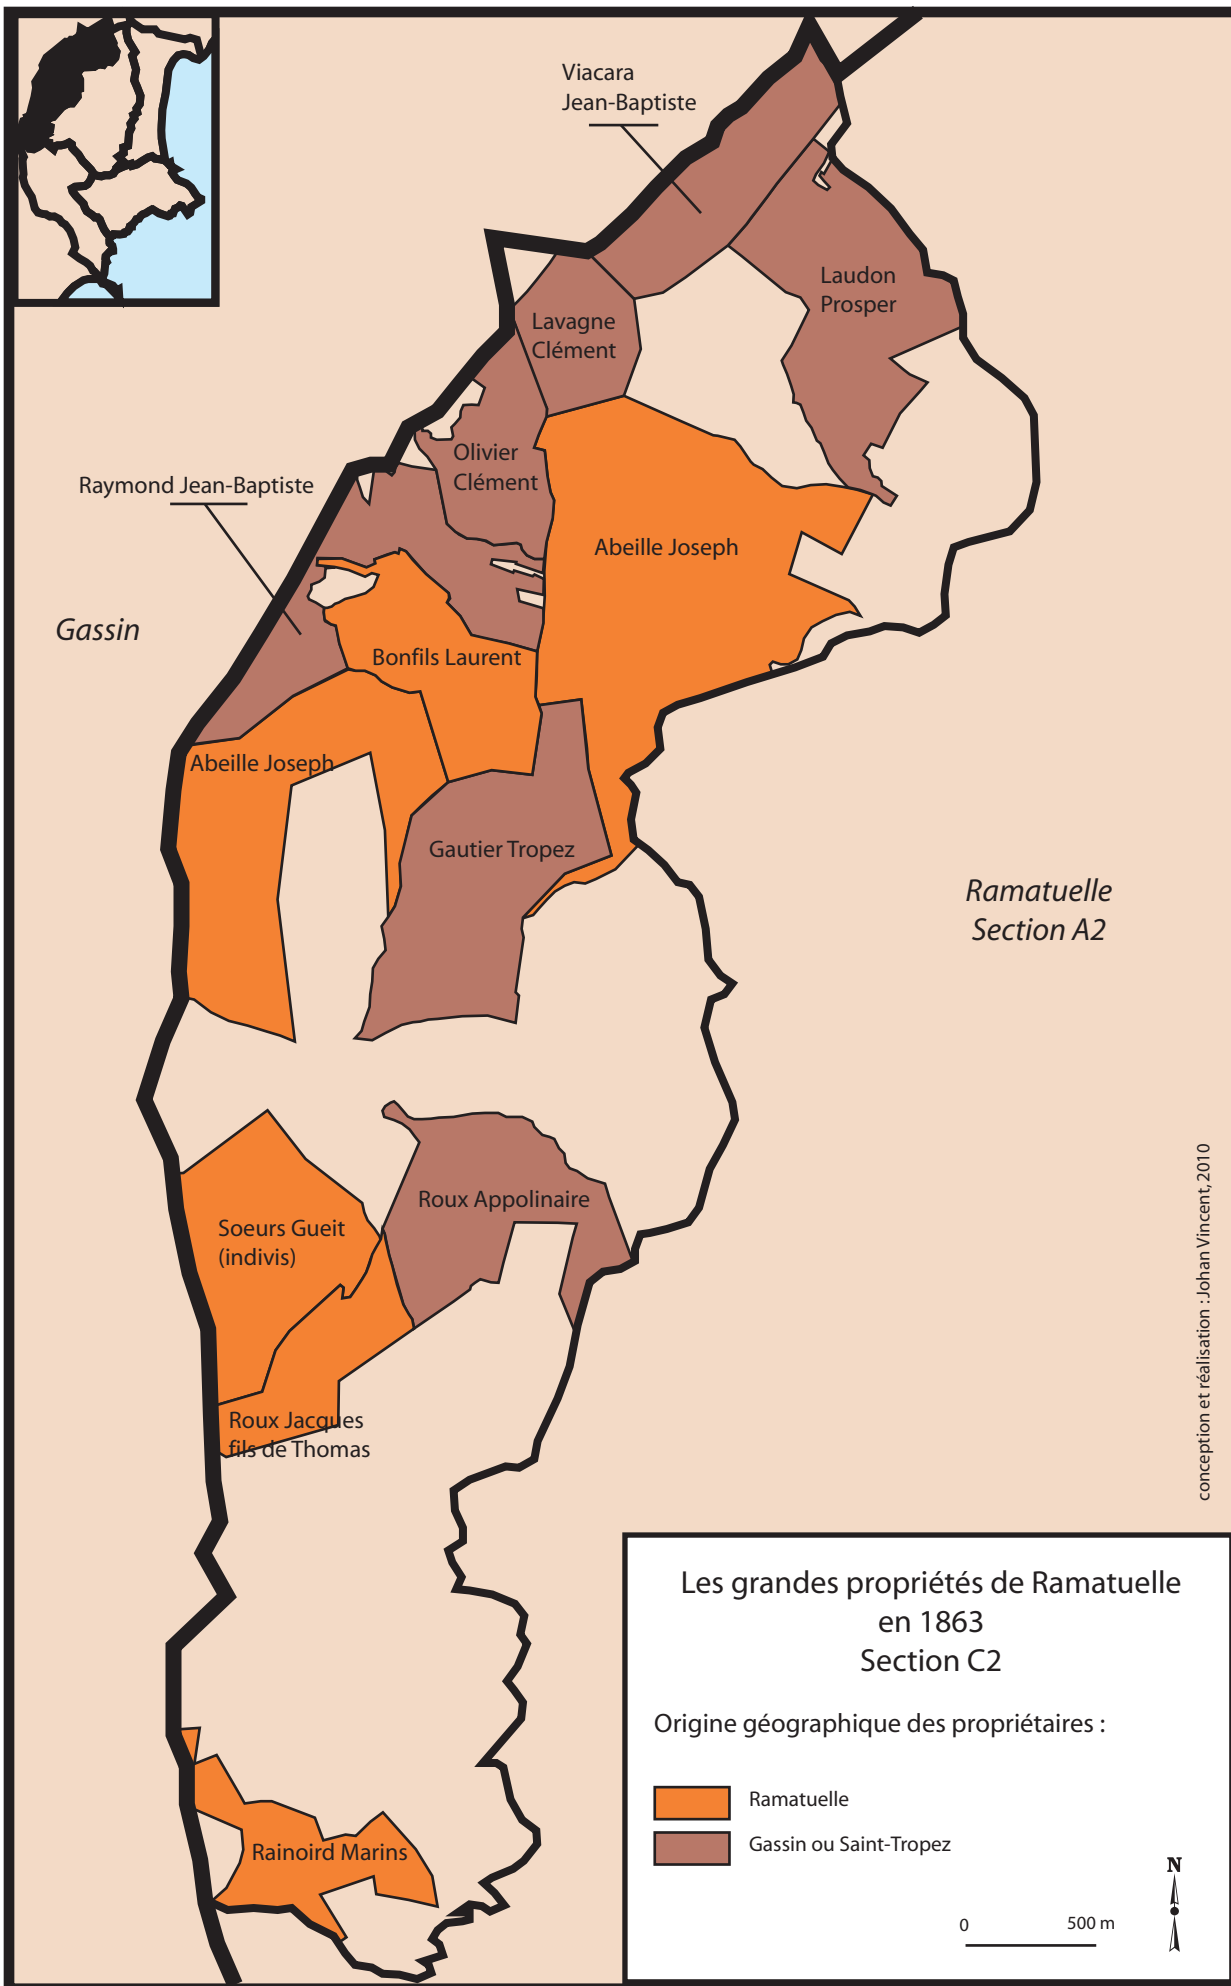 Viacara
Jean-Baptiste
Laudon
Prosper
Lavagne
Clément
Olivier
Clément
Raymond Jean-Baptiste
Abeille Joseph
Gassin
Bonfils Laurent
Abeille Joseph
Gautier Tropez
Ramatuelle
Section A2
Roux Appolinaire
Soeurs Gueit
(indivis)
Roux Jacques
fils de Thomas
Rainoird Marins
conception et réalisation : Johan Vincent, 2010
Les grandes propriétés de Ramatuelle
en 1863
Section C2
Origine géographique des propriétaires :
Ramatuelle
Gassin ou Saint-Tropez
N
0 500 m